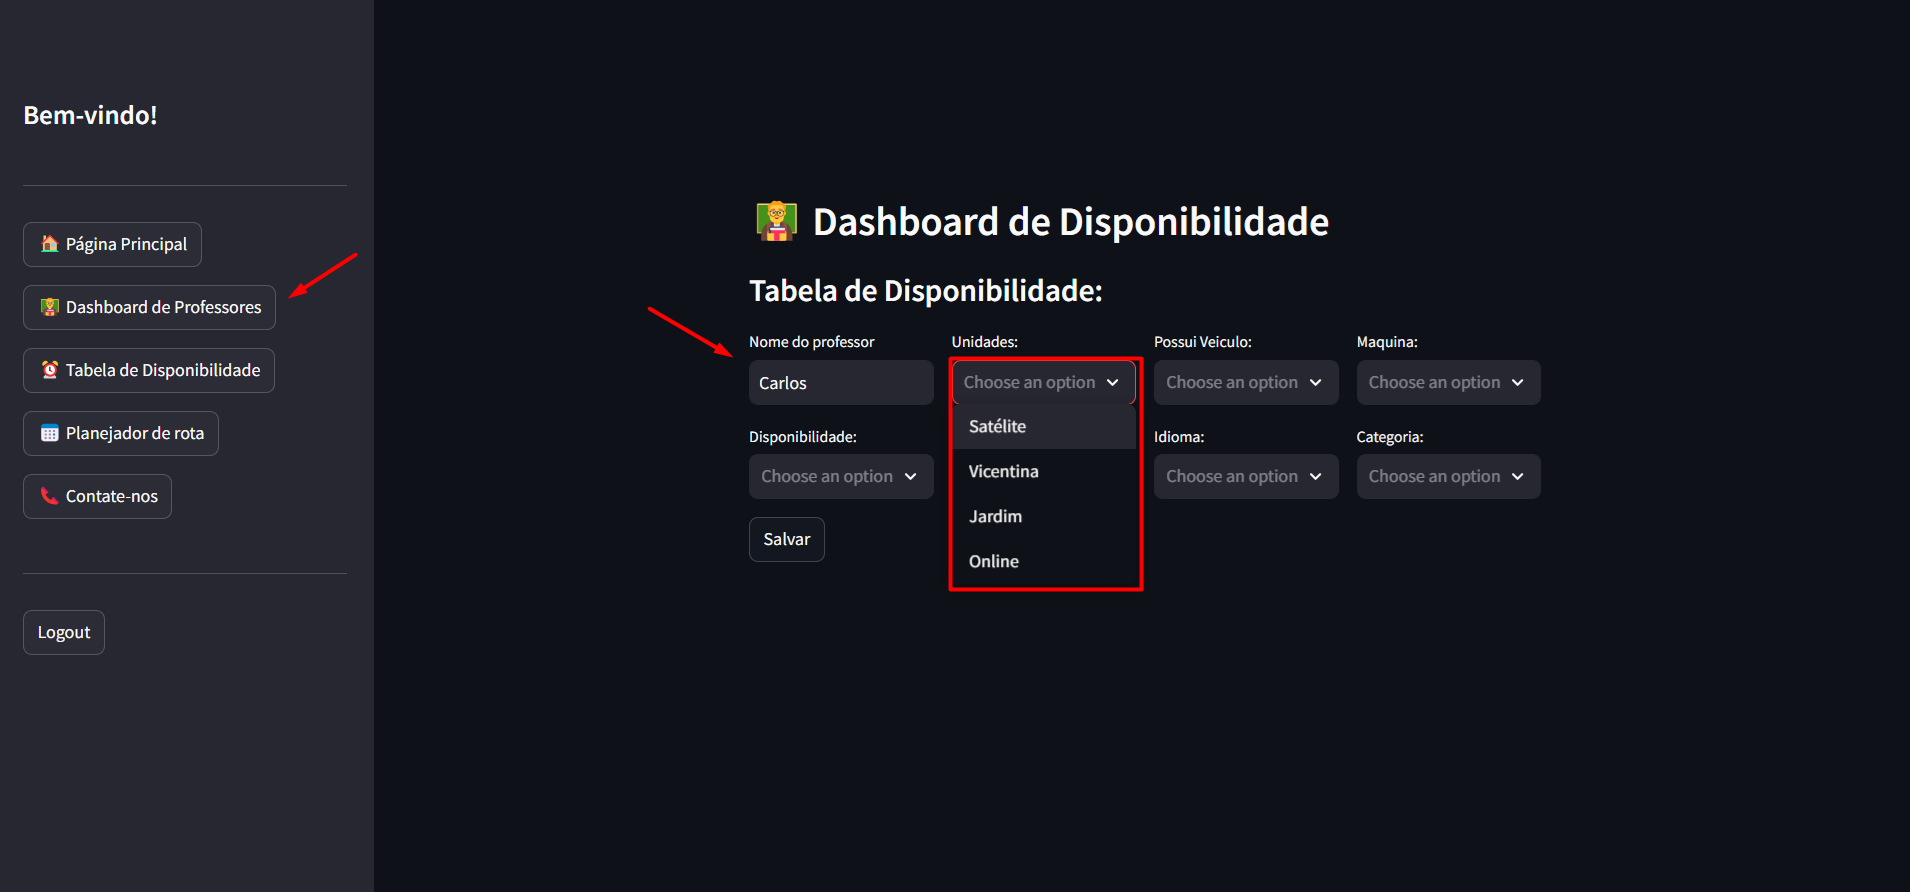 Bem-vindo!
Página Principal
Dashboard de Professores
Tabela de Disponibilidade
Planejador de rota
Contate-nos
Logout
Dashboard de Disponibilidade
Tabela de Disponibilidade:
Nome do professor
Carlos
Unidades:
Choose an option
Satélite
Vicentina
Jardim
Online
Possui Veiculo:
Choose an option
Maquina:
Choose an option
Disponibilidade:
Choose an option
Idioma:
Choose an option
Categoria:
Choose an option
Salvar